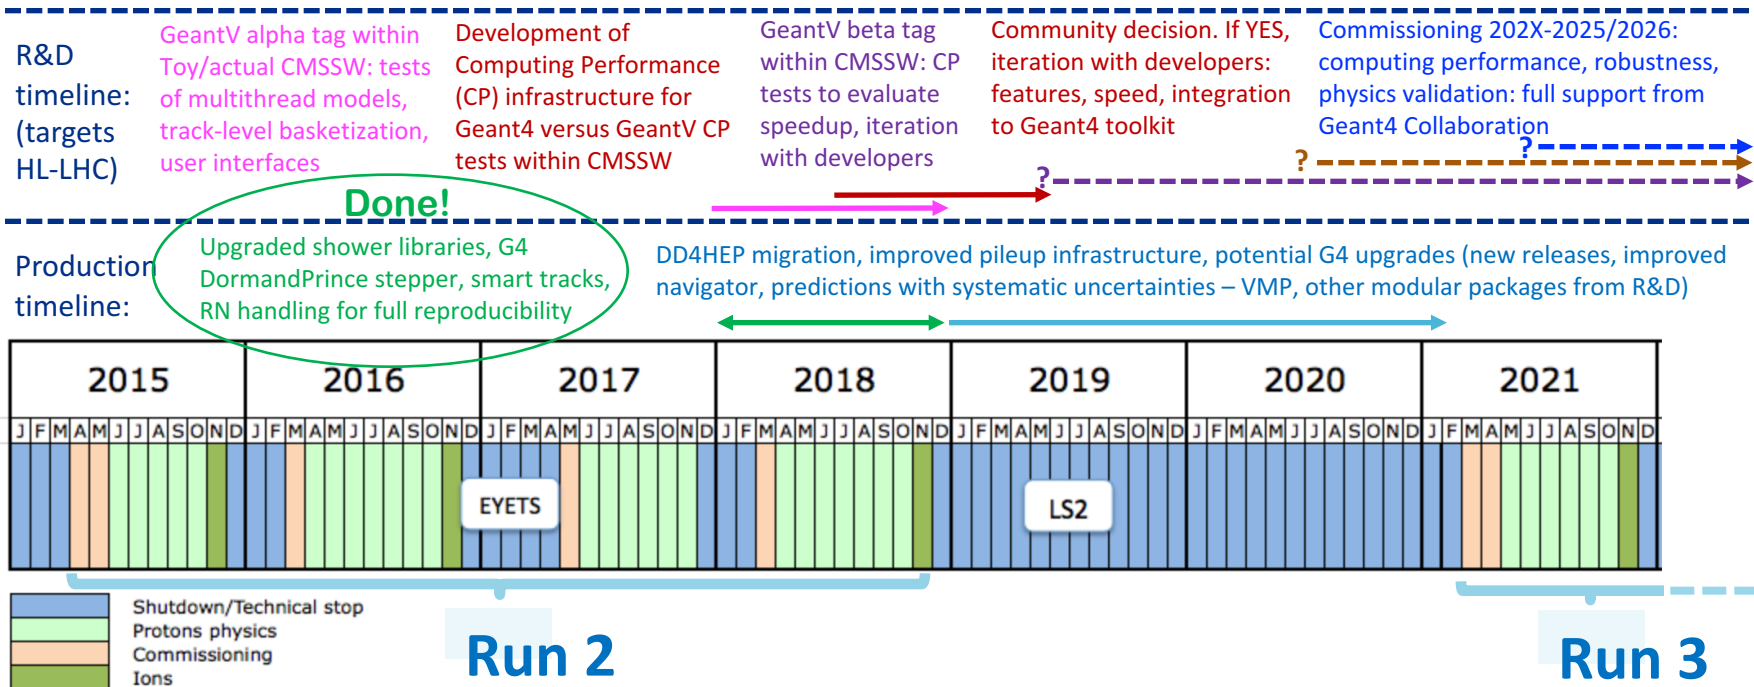 R&D
timeline:
(targets
HL-LHC)
GeantV alpha tag within
Toy/actual CMSSW: tests
of multithread models,
track-level basketization,
user interfaces
Development of
Computing Performance
(CP) infrastructure for
Geant4 versus GeantV CP
tests within CMSSW
GeantV beta tag
within CMSSW: CP
tests to evaluate
speedup, iteration
with developers
Community decision. If YES,
iteration with developers:
features, speed, integration
to Geant4 toolkit
Commissioning 202X-2025/2026:
computing performance, robustness,
physics validation: full support from
Geant4 Collaboration
?
?
?
Done!
Production
timeline:
Upgraded shower libraries, G4
DormandPrince stepper, smart tracks,
RN handling for full reproducibility
DD4HEP migration, improved pileup infrastructure, potential G4 upgrades (new releases, improved
navigator, predictions with systematic uncertainties – VMP, other modular packages from R&D)
2015 2016 2017 2018 2019 2020 2021
J F M A M J J A S O N D J F M A M J J A S O N D J F M A M J J A S O N D J F M A M J J A S O N D J F M A M J J A S O N D J F M A M J J A S O N D J F M A M J J A S O N D
EYETS
LS2
Shutdown/Technical stop
Protons physics
Commissioning
Ions
Run 2
Run 3